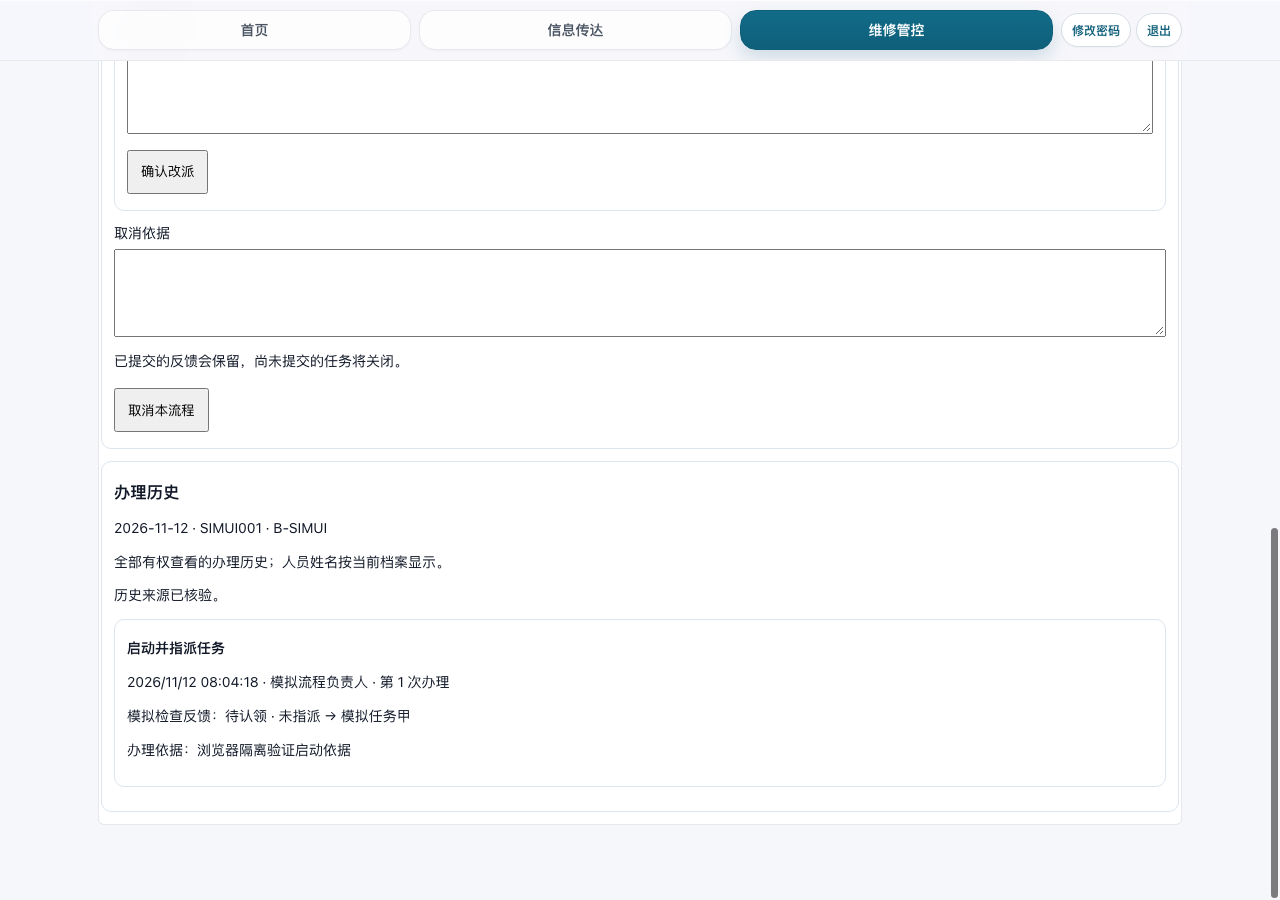 首页
信息传达
维修管控
修改密码
退出
确认改派
取消依据
已提交的反馈会保留，尚未提交的任务将关闭。
取消本流程
办理历史
2026-11-12 · SIMUI001 · B-SIMUI
全部有权查看的办理历史；人员姓名按当前档案显示。
历史来源已核验。
启动并指派任务
2026/11/12 08:04:18 · 模拟流程负责人 · 第 1 次办理
模拟检查反馈：待认领 · 未指派 → 模拟任务甲
办理依据：浏览器隔离验证启动依据